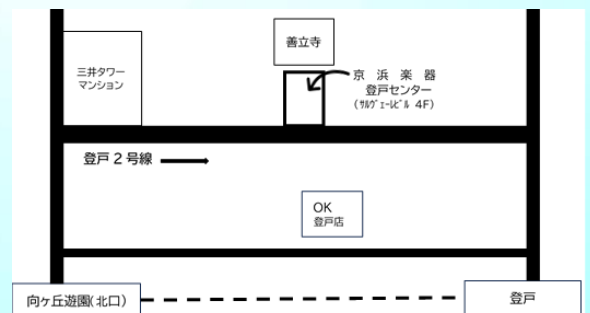 善立寺
三井タワー
マンション
京 浜 楽 器
登戸センター
(ｻﾙｳﾞｪｰﾙﾋﾞﾙ 4F)
登戸２号線
OK
登戸店
向ヶ丘遊園(北口)
登戸